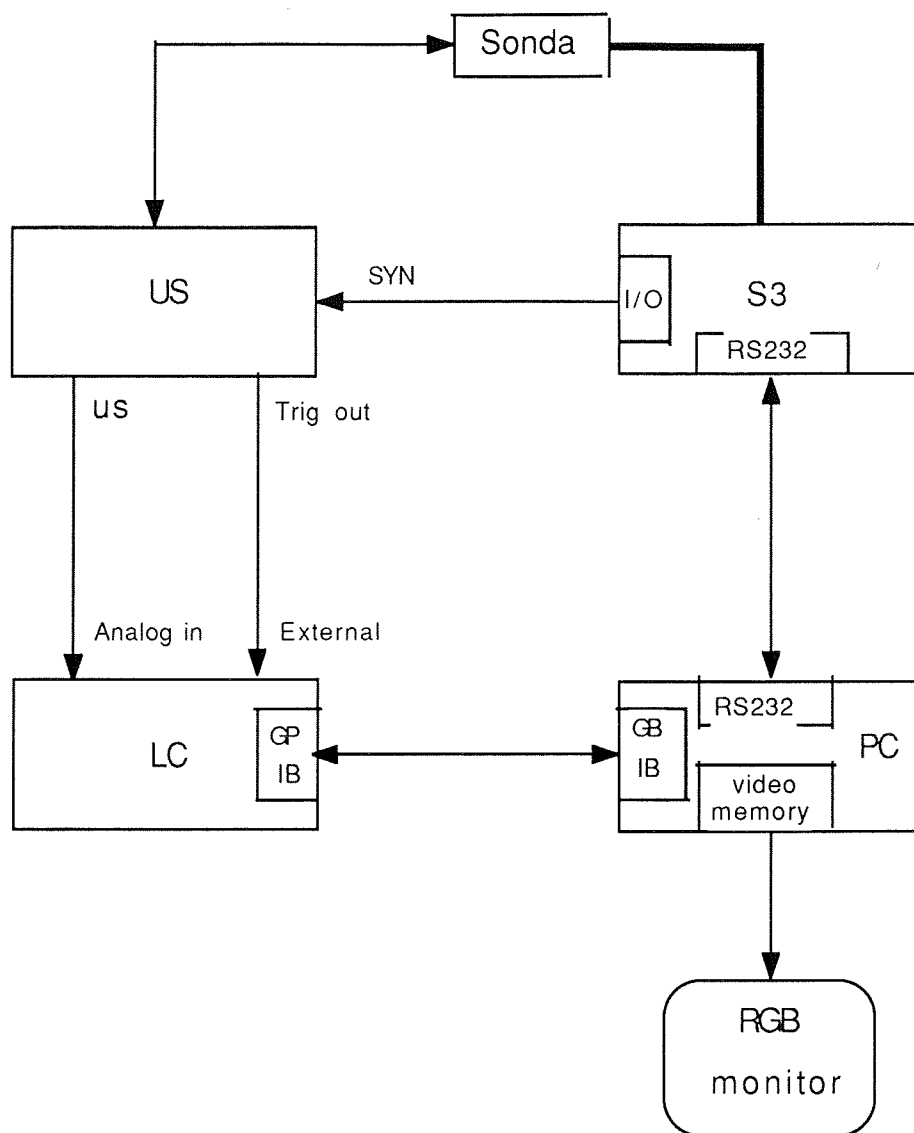 Sonda
US
SYN
I/O
S3
RS232
us
Trig out
Analog in
External
LC
GP
IB
GB
IB
RS232
PC
video
memory
RGB
monitor